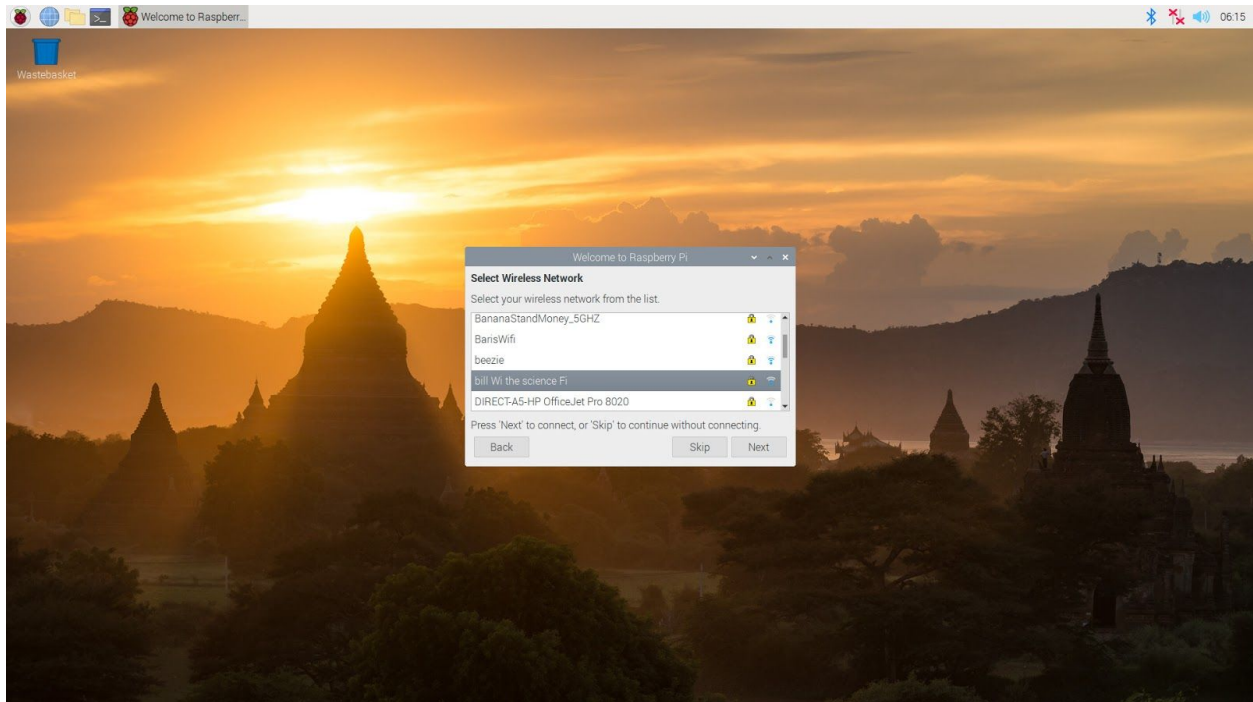 Welcome to Raspberr...
06:15
Wastebasket
Welcome to Raspberry Pi
Select Wireless Network
Select your wireless network from the list.
BananaStandMoney_5GHZ
BarisWifi
beezie
bill Wi the science Fi
DIRECT-A5-HP OfficeJet Pro 8020
Press 'Next' to connect, or 'Skip' to continue without connecting.
Back Skip Next